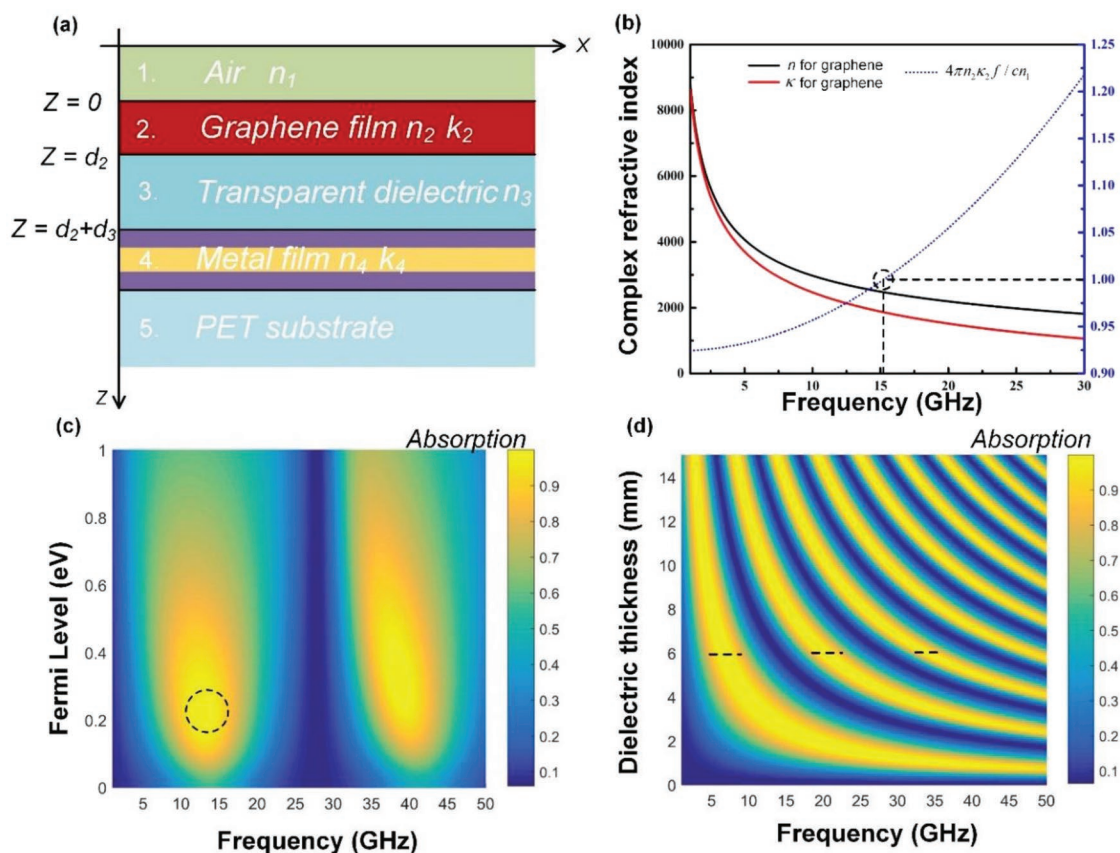 (a)
X
1. Air n₁
Z = 0
2. Graphene film n₂ k₂
Z = d₂
3. Transparent dielectric n₃
Z = d₂+d₃
4. Metal film n₄ k₄
5. PET substrate
Z
(b)
n for graphene
κ for graphene
4πn₂κ₂f / cn₁
Complex refractive index
10000
8000
6000
4000
2000
0
1.25
1.20
1.15
1.10
1.05
1.00
0.95
0.90
5 10 15 20 25 30
Frequency (GHz)
(c)
Absorption
Fermi Level (eV)
1
0.8
0.6
0.4
0.2
0
5 10 15 20 25 30 35 40 45 50
Frequency (GHz)
0.9
0.8
0.7
0.6
0.5
0.4
0.3
0.2
0.1
(d)
Absorption
Dielectric thickness (mm)
14
12
10
8
6
4
2
0
5 10 15 20 25 30 35 40 45 50
Frequency (GHz)
0.9
0.8
0.7
0.6
0.5
0.4
0.3
0.2
0.1